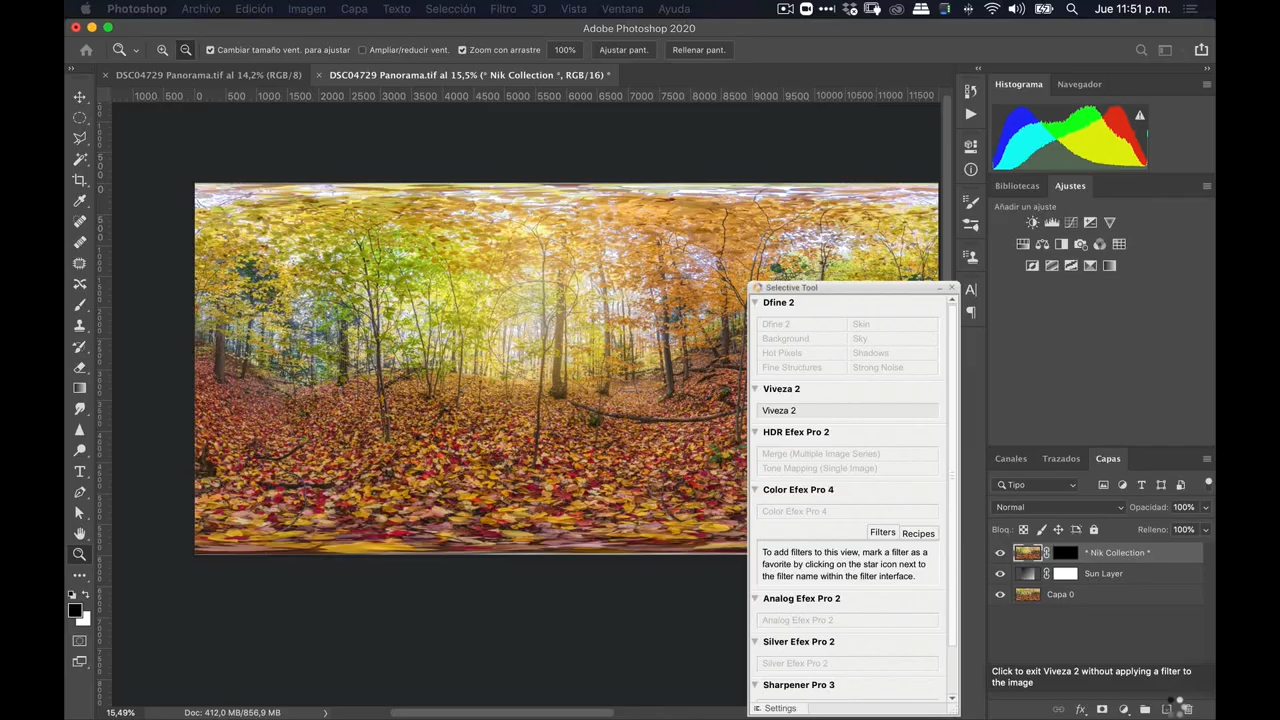 Photoshop Archivo Edición Imagen Capa Texto Selección Filtro 3D Vista Ventana Ayuda Jue 11:51 p. m.
Adobe Photoshop 2020
Cambiar tamaño vent. para ajustar Ampliar/reducir vent. Zoom con arrastre 100% Ajustar pant. Rellenar pant.
DSC04729 Panorama.tif al 14,2% (RGB/8) DSC04729 Panorama.tif al 15,5% (* Nik Collection *, RGB/16) *
1000 500 0 500 1000 1500 2000 2500 3000 3500 4000 4500 5000 5500 6000 6500 7000 7500 8000 8500 9000 9500 10000 10500 11000 11500
Histograma Navegador
Bibliotecas Ajustes
Añadir un ajuste
Selective Tool
Dfine 2
Dfine 2 Skin
Background Sky
Hot Pixels Shadows
Fine Structures Strong Noise
Viveza 2
Viveza 2
HDR Efex Pro 2
Merge (Multiple Image Series)
Tone Mapping (Single Image)
Color Efex Pro 4
Color Efex Pro 4
Filters Recipes
To add filters to this view, mark a filter as a
favorite by clicking on the star icon next to
the filter name within the filter interface.
Analog Efex Pro 2
Analog Efex Pro 2
Silver Efex Pro 2
Silver Efex Pro 2
Sharpener Pro 3
Settings
Canales Trazados Capas
Tipo
Normal Opacidad: 100%
Bloq.: Relleno: 100%
* Nik Collection *
Sun Layer
Capa 0
Click to exit Viveza 2 without applying a filter to
the image
15,49% Doc: 412,0 MB/856,9 MB